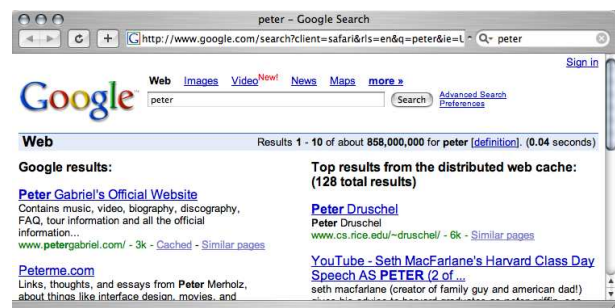 peter – Google Search
http://www.google.com/search?client=safari&rls=en&q=peter&ie=U
peter
Sign in
Google
Web Images Video New! News Maps more »
peter
Search
Advanced Search
Preferences
Web
Results 1 - 10 of about 858,000,000 for peter [definition]. (0.04 seconds)
Google results:
Peter Gabriel's Official Website
Contains music, video, biography, discography,
FAQ, tour information and all the official
information...
www.petergabriel.com/ - 3k - Cached - Similar pages
Peterme.com
Links, thoughts, and essays from Peter Merholz,
about things like interface design, movies, and
Top results from the distributed web cache:
(128 total results)
Peter Druschel
Peter Druschel
www.cs.rice.edu/~druschel/ - 6k - Similar pages
YouTube - Seth MacFarlane's Harvard Class Day
Speech AS PETER (2 of ...
seth macfarlane (creator of family guy and american dad!)